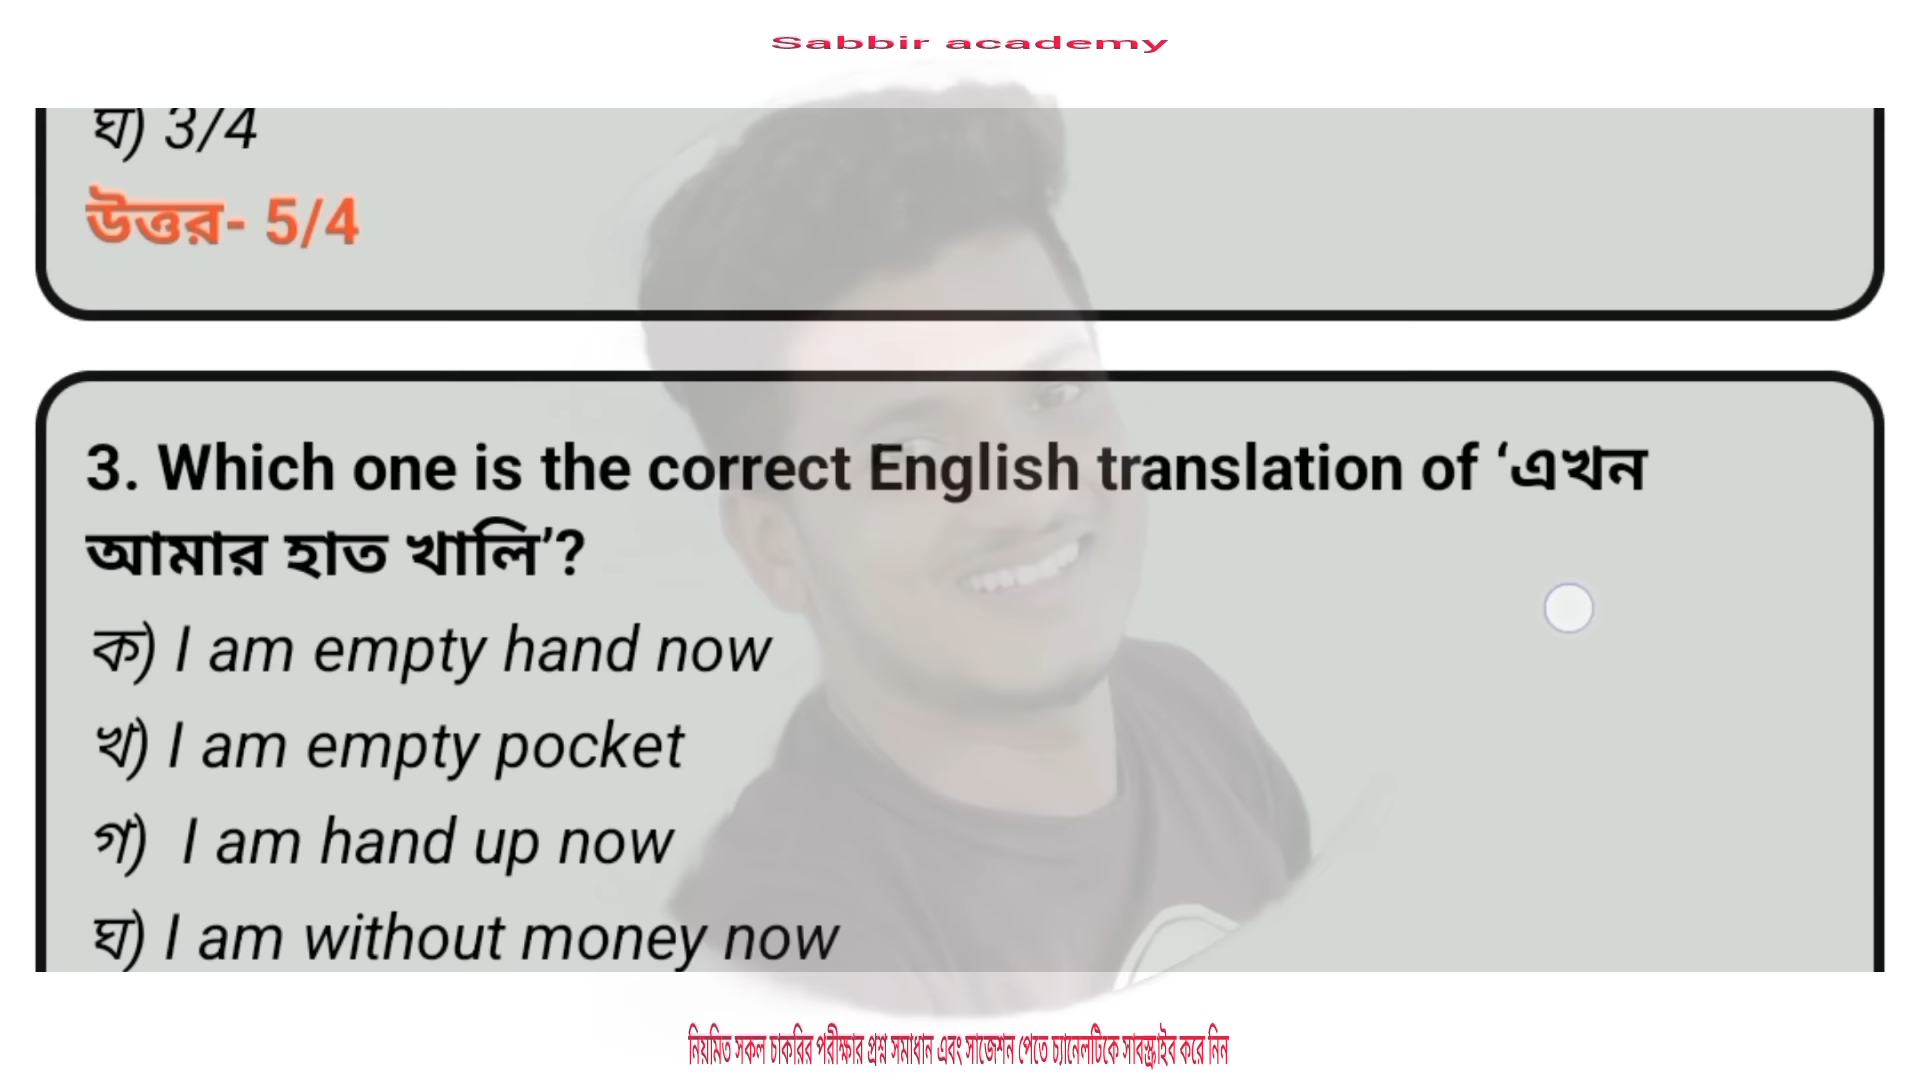 Sabbir academy
ঘ) 3/4
উত্তর- 5/4
3. Which one is the correct English translation of ‘এখন
আমার হাত খালি’?
ক) I am empty hand now
খ) I am empty pocket
গ) I am hand up now
ঘ) I am without money now
নিয়মিত সকল চাকরির পরীক্ষার প্রশ্ন সমাধান এবং সাজেশন পেতে চ্যানেলটিকে সাবস্ক্রাইব করে নিন